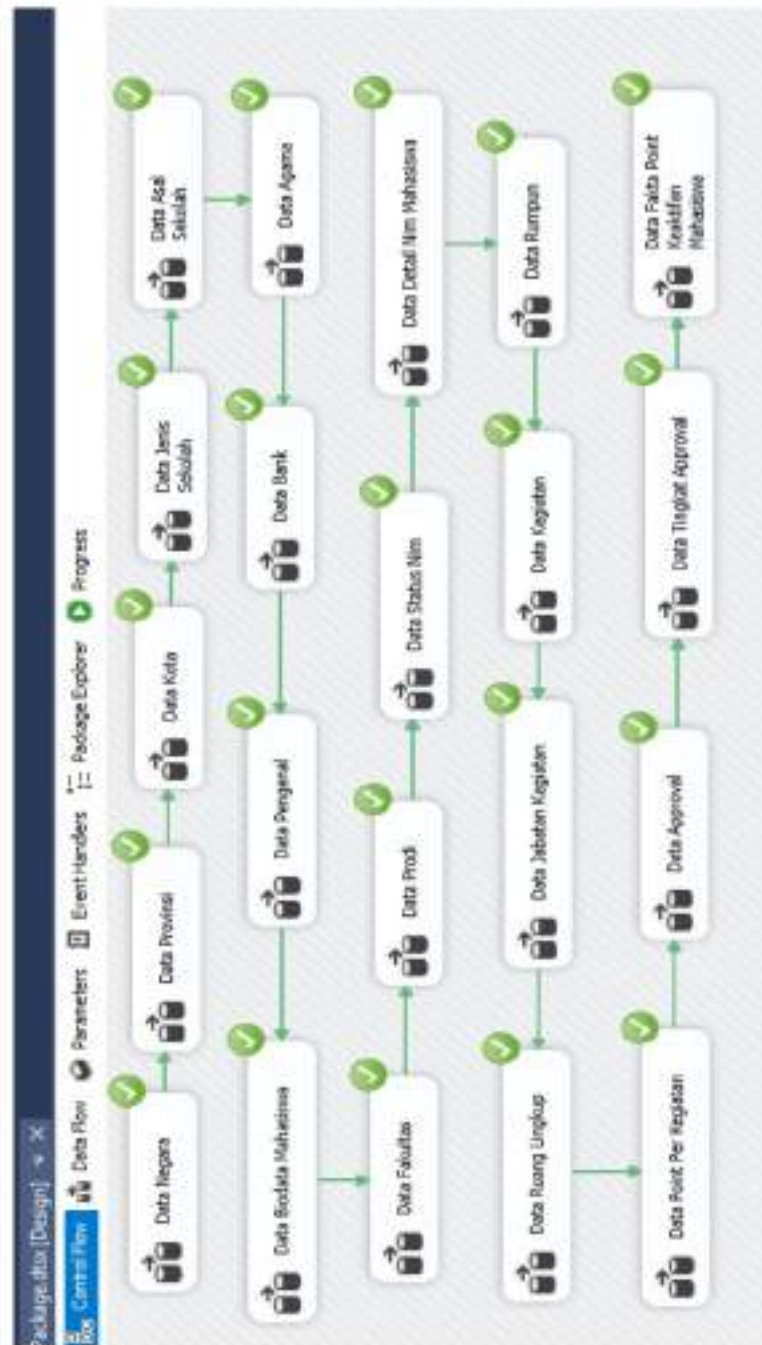 Package.dtsx [Design]
Control Flow
Data Flow
Parameters
Event Handlers
Package Explorer
Progress
Data Negara
Data Provinsi
Data Kota
Data Jenis
Sekolah
Data Asal
Sekolah
Data Agama
Data Bank
Data Pengenal
Data Biodata Mahasiswa
Data Fakultas
Data Prodi
Data Status Nim
Data Detail Nim Mahasiswa
Data Rumpun
Data Kegiatan
Data Jabatan Kegiatan
Data Ruang Lingkup
Data Point Per Kegiatan
Data Approval
Data Tingkat Approval
Data Fakta Point
Keaktifen
Mahasiswa